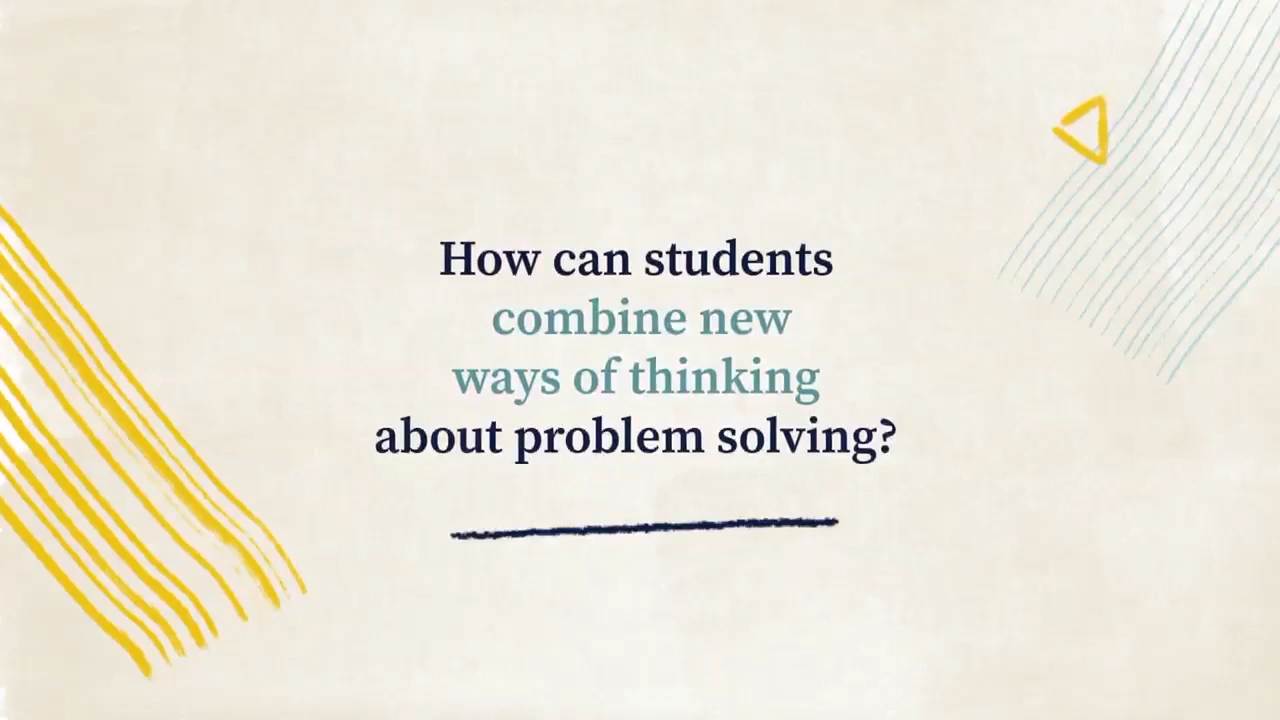 How can students
combine new
ways of thinking
about problem solving?